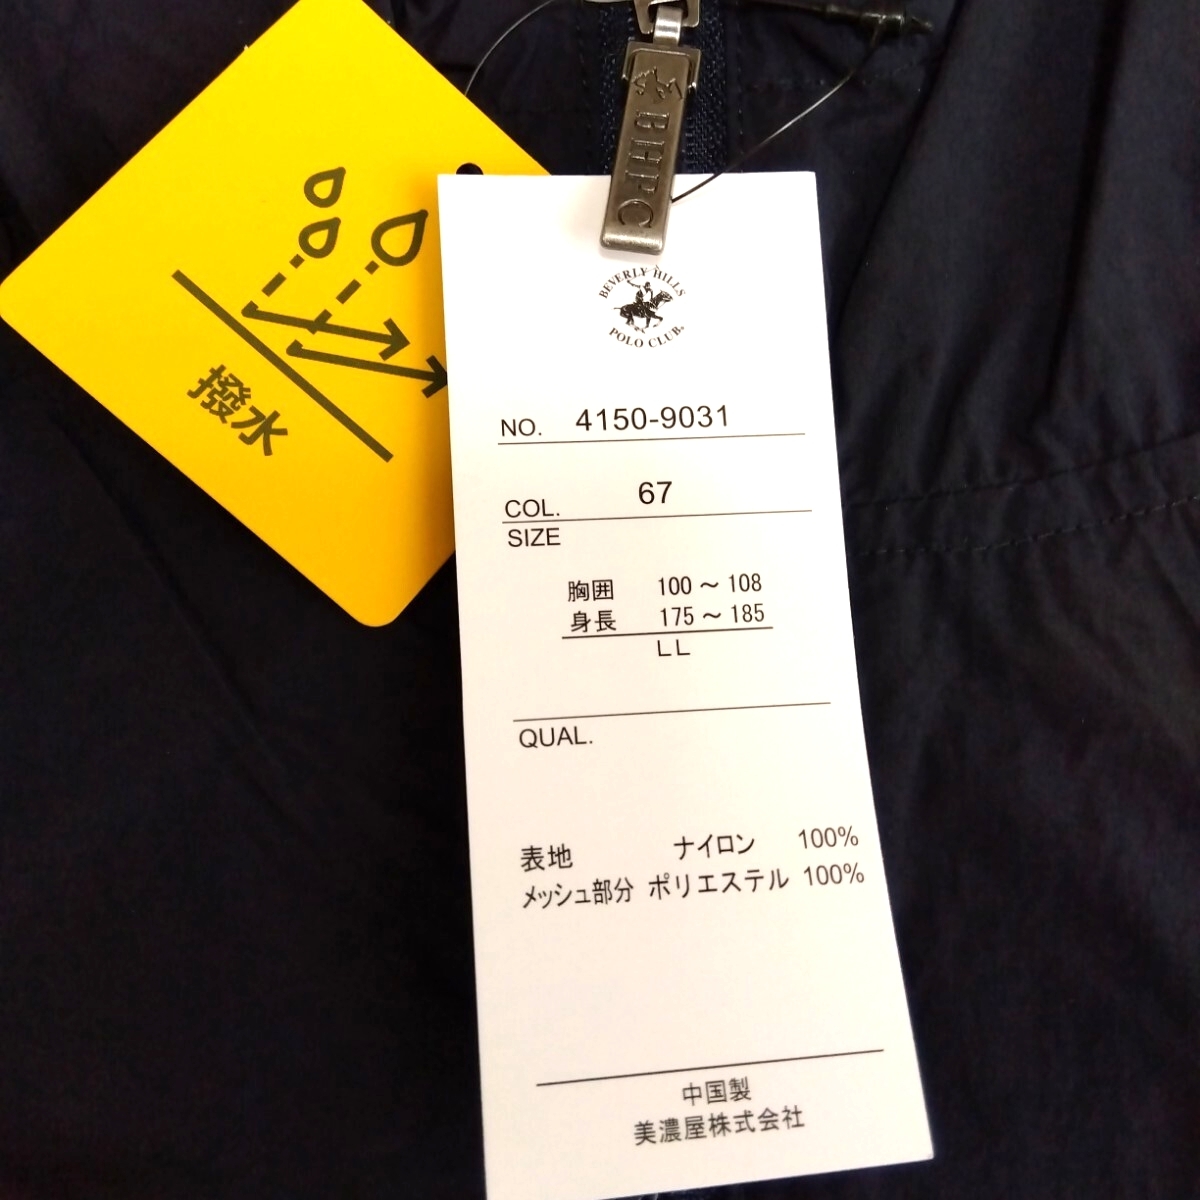 BHPC
撥水
BEVERLY HILLS
POLO CLUB®
NO. 4150-9031
COL. 67
SIZE
胸囲 100～108
身長 175～185
LL
QUAL.
表地 ナイロン 100%
メッシュ部分 ポリエステル 100%
中国製
美濃屋株式会社